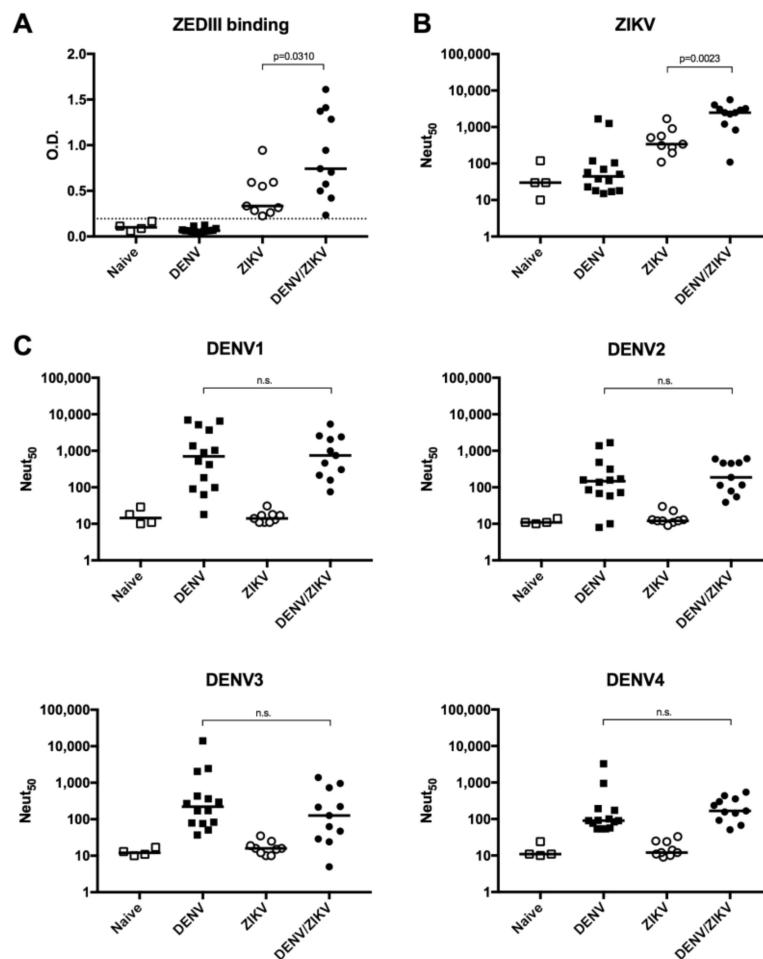 A
ZEDIII binding
O.D.
2.0
1.5
1.0
0.5
0.0
p=0.0310
Naive
DENV
ZIKV
DENV/ZIKV
B
ZIKV
Neut50
100,000
10,000
1,000
100
10
1
p=0.0023
Naive
DENV
ZIKV
DENV/ZIKV
C
DENV1
Neut50
100,000
10,000
1,000
100
10
1
n.s.
Naive
DENV
ZIKV
DENV/ZIKV
DENV2
Neut50
100,000
10,000
1,000
100
10
1
n.s.
Naive
DENV
ZIKV
DENV/ZIKV
DENV3
Neut50
100,000
10,000
1,000
100
10
1
n.s.
Naive
DENV
ZIKV
DENV/ZIKV
DENV4
Neut50
100,000
10,000
1,000
100
10
1
n.s.
Naive
DENV
ZIKV
DENV/ZIKV